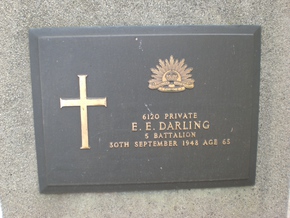 6120 PRIVATE
E. E. DARLING
5 BATTALION
30TH SEPTEMBER 1948 AGE 65